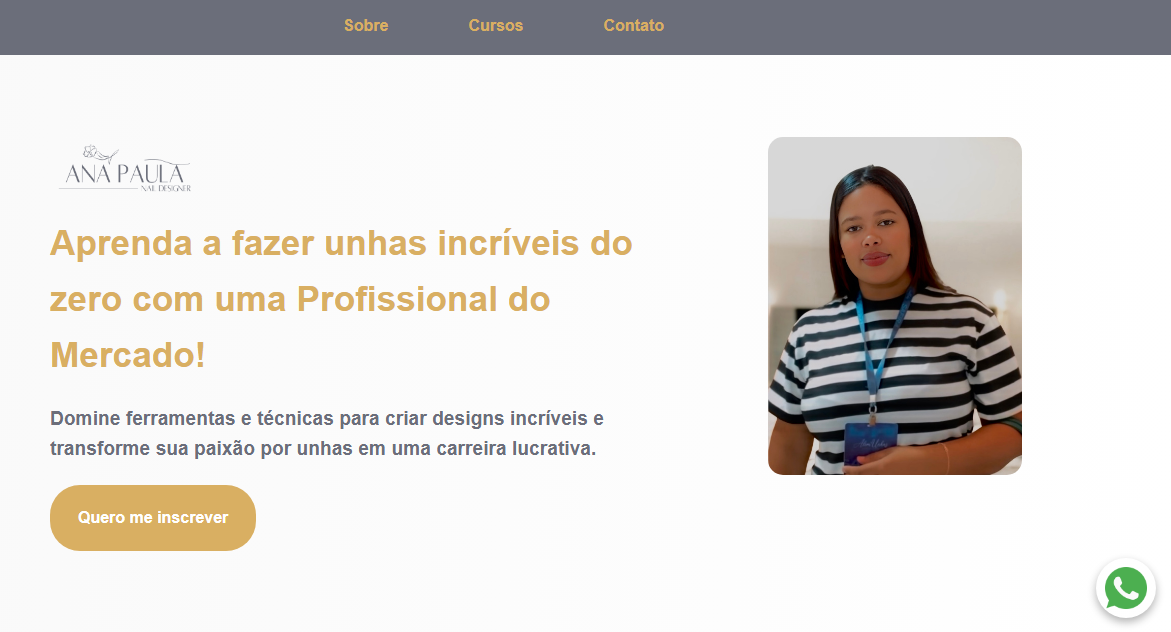 Sobre Cursos Contato
ANA PAULA
NAIL DESIGNER
Aprenda a fazer unhas incríveis do
zero com uma Profissional do
Mercado!
Domine ferramentas e técnicas para criar designs incríveis e
transforme sua paixão por unhas em uma carreira lucrativa.
Quero me inscrever